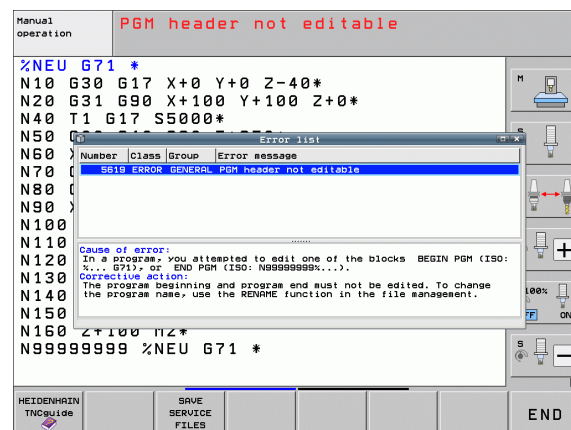 Manual
operation
PGM header not editable
%NEU G71 *
N10 G30 G17 X+0 Y+0 Z-40*
N20 G31 G90 X+100 Y+100 Z+0*
N40 T1 G17 S5000*
N50
Error list
N60
Number Class Group Error message
N70
5619 ERROR GENERAL PGM header not editable
N80
N90
N100
N110
Cause of error:
N120
In a program, you attempted to edit one of the blocks BEGIN PGM (ISO:
%... G71), or END PGM (ISO: N99999999%...).
N130
Corrective action:
The program beginning and program end must not be edited. To change
N140
the program name, use the RENAME function in the file management.
N150
N160 Z+100 M2*
N99999999 %NEU G71 *
M
S
100%
OFF ON
S
HEIDENHAIN
TNCguide
SAVE
SERVICE
FILES
END